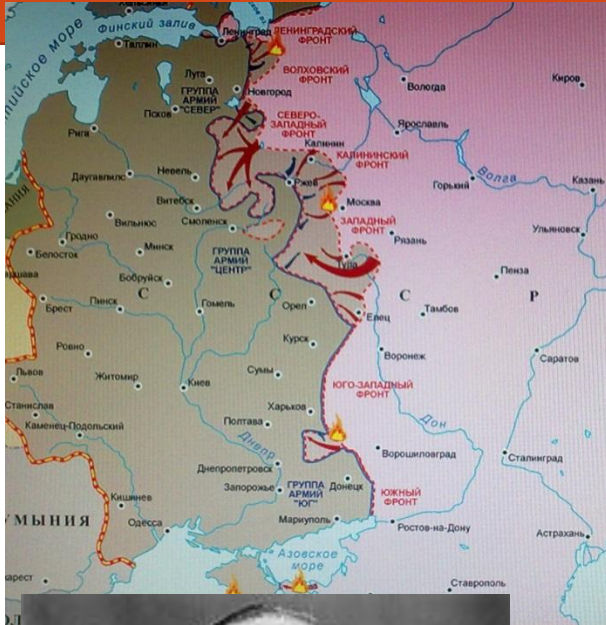 Финский залив
Ленинград
ЛЕНИНГРАДСКИЙ
ФРОНТ
Таллин
Луга
ВОЛХОВСКИЙ
ФРОНТ
Киров
ГРУППА
АРМИЙ
"СЕВЕР"
Новгород
Вологда
Псков
СЕВЕРО-
ЗАПАДНЫЙ
ФРОНТ
Рига
Ярославль
Калинин
КАЛИНИНСКИЙ
ФРОНТ
Даугавпилс
Невель
Ржев
Горький
Волга
Казань
Витебск
Москва
Вильнюс
Смоленск
ЗАПАДНЫЙ
ФРОНТ
Ульяновск
Гродно
Минск
ГРУППА
АРМИЙ
"ЦЕНТР"
Рязань
Белосток
Тула
Пенза
Бобруйск
С С Р
Брест
Пинск
Гомель
Орел
Елец
Тамбов
Курск
Ровно
Воронеж
Саратов
Львов
Житомир
Киев
Сумы
ЮГО-ЗАПАДНЫЙ
ФРОНТ
Станислав
Харьков
Каменец-Подольский
Полтава
Дон
Днепр
Ворошиловград
Сталинград
Днепропетровск
Запорожье
ГРУППА
АРМИЙ
"ЮГ"
Донецк
ЮЖНЫЙ
ФРОНТ
Кишинев
УМЫНИЯ
Одесса
Мариуполь
Ростов-на-Дону
Астрахань
Азовское
море
Ставрополь